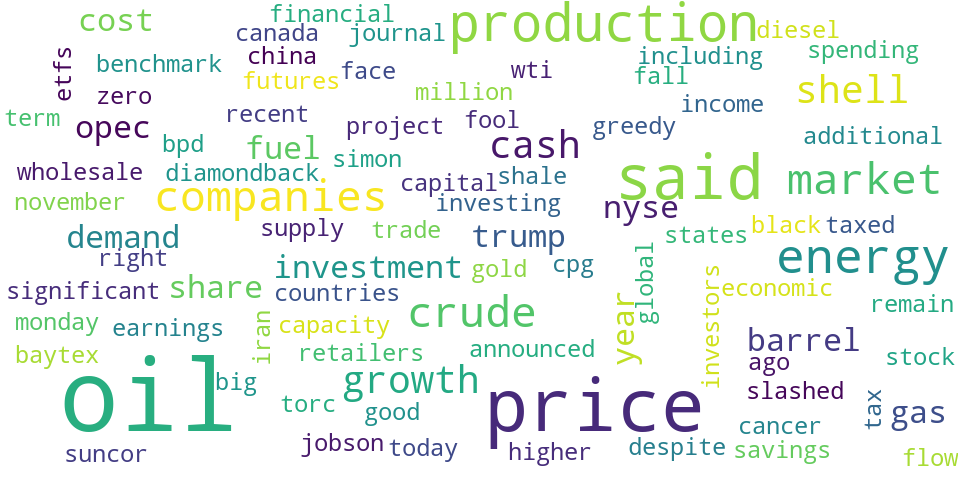 financial
production
cost
diesel
canada
journal
china
including
spending
etfs
benchmark
face
wti
fall
futures
shell
zero
million
income
term
recent
opec
project
fool
greedy
additional
bpd
fuel
cash
simon
wholesale
diamondback
capital
shale
said
market
november
companies
investing
nyse
demand
supply
trade
trump
states
black
taxed
right
investment
gold
cpg
energy
significant
share
countries
global
investors
economic
remain
monday
earnings
iran
capacity
crude
year
barrel
baytex
retailers
announced
ago
stock
oil
big
growth
price
slashed
torc
good
tax
gas
suncor
jobson
today
higher
despite
cancer
savings
flow